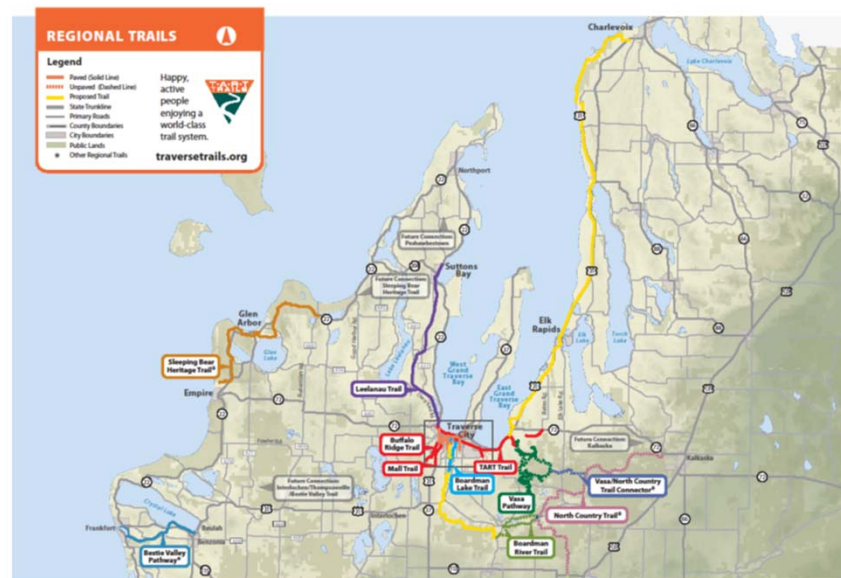 REGIONAL TRAILS
Legend
Paved (Solid Line)
Unpaved (Dashed Line)
Proposed Trail
State Trunkline
Primary Roads
County Boundaries
City Boundaries
Public Lands
Other Regional Trails
Happy,
active
people
enjoying a
world-class
trail system.
T·A·R·T
TRAILS
traversetrails.org
Charlevoix
Lake Charlevoix
Northport
Future Connection:
Peshawbestown
Suttons
Bay
Future Connection:
Sleeping Bear
Heritage Trail
Glen
Arbor
Glen
Lake
Lake Leelanau
Elk
Rapids
Elk
Lake
Torch
Lake
West
Grand
Traverse
Bay
East Grand
Traverse
Bay
Sleeping Bear
Heritage Trail*
Empire
Leelanau Trail
Traverse
City
Buffalo
Ridge Trail
Mall Trail
Boardman
Lake Trail
TART Trail
Future Connection:
Kalkaska
Kalkaska
Vasa/North Country
Trail Connector*
Vasa
Pathway
North Country Trail*
Boardman
River Trail
Future Connection:
Interlochen/Thompsonville
/Betsie Valley Trail
Interlochen
Crystal Lake
Frankfort
Beulah
Benzonia
Betsie Valley
Pathway*